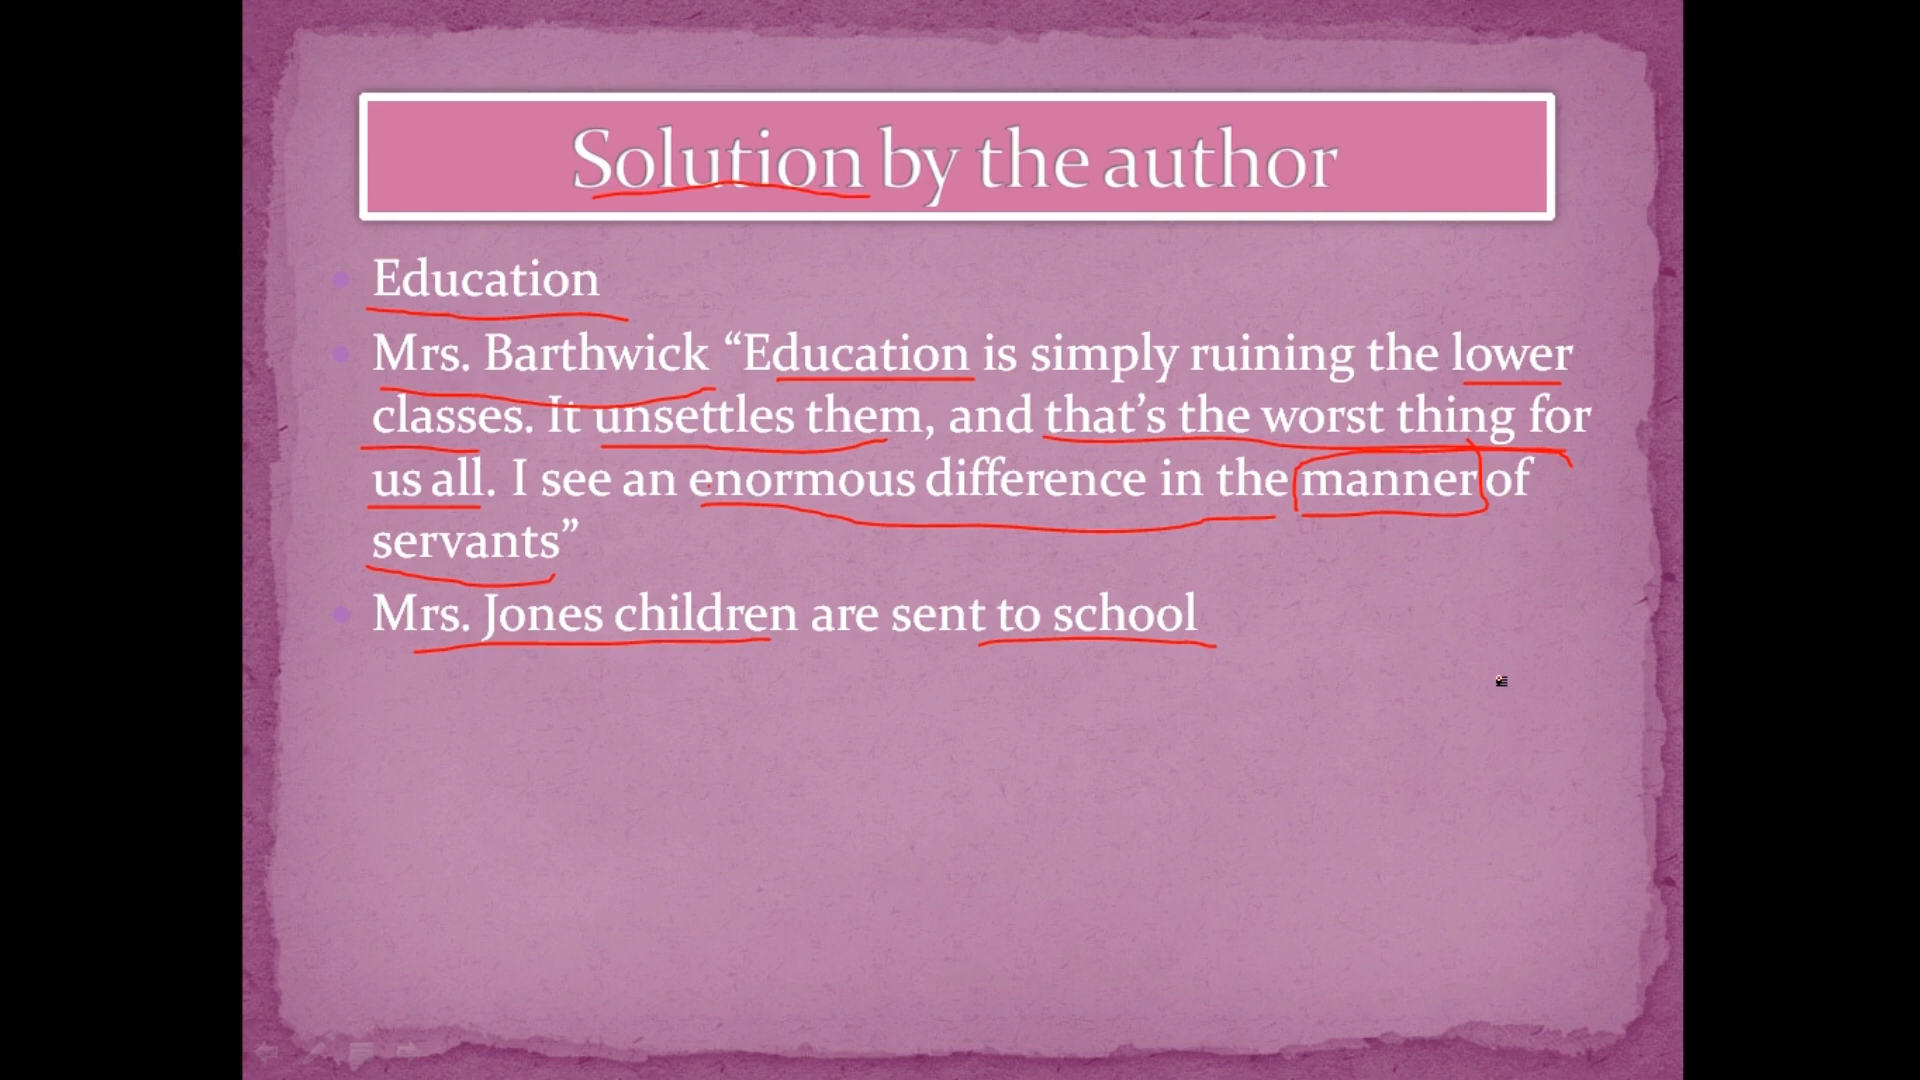 Solution by the author
Education
Mrs. Barthwick “Education is simply ruining the lower
classes. It unsettles them, and that’s the worst thing for
us all. I see an enormous difference in the manner of
servants”
Mrs. Jones children are sent to school